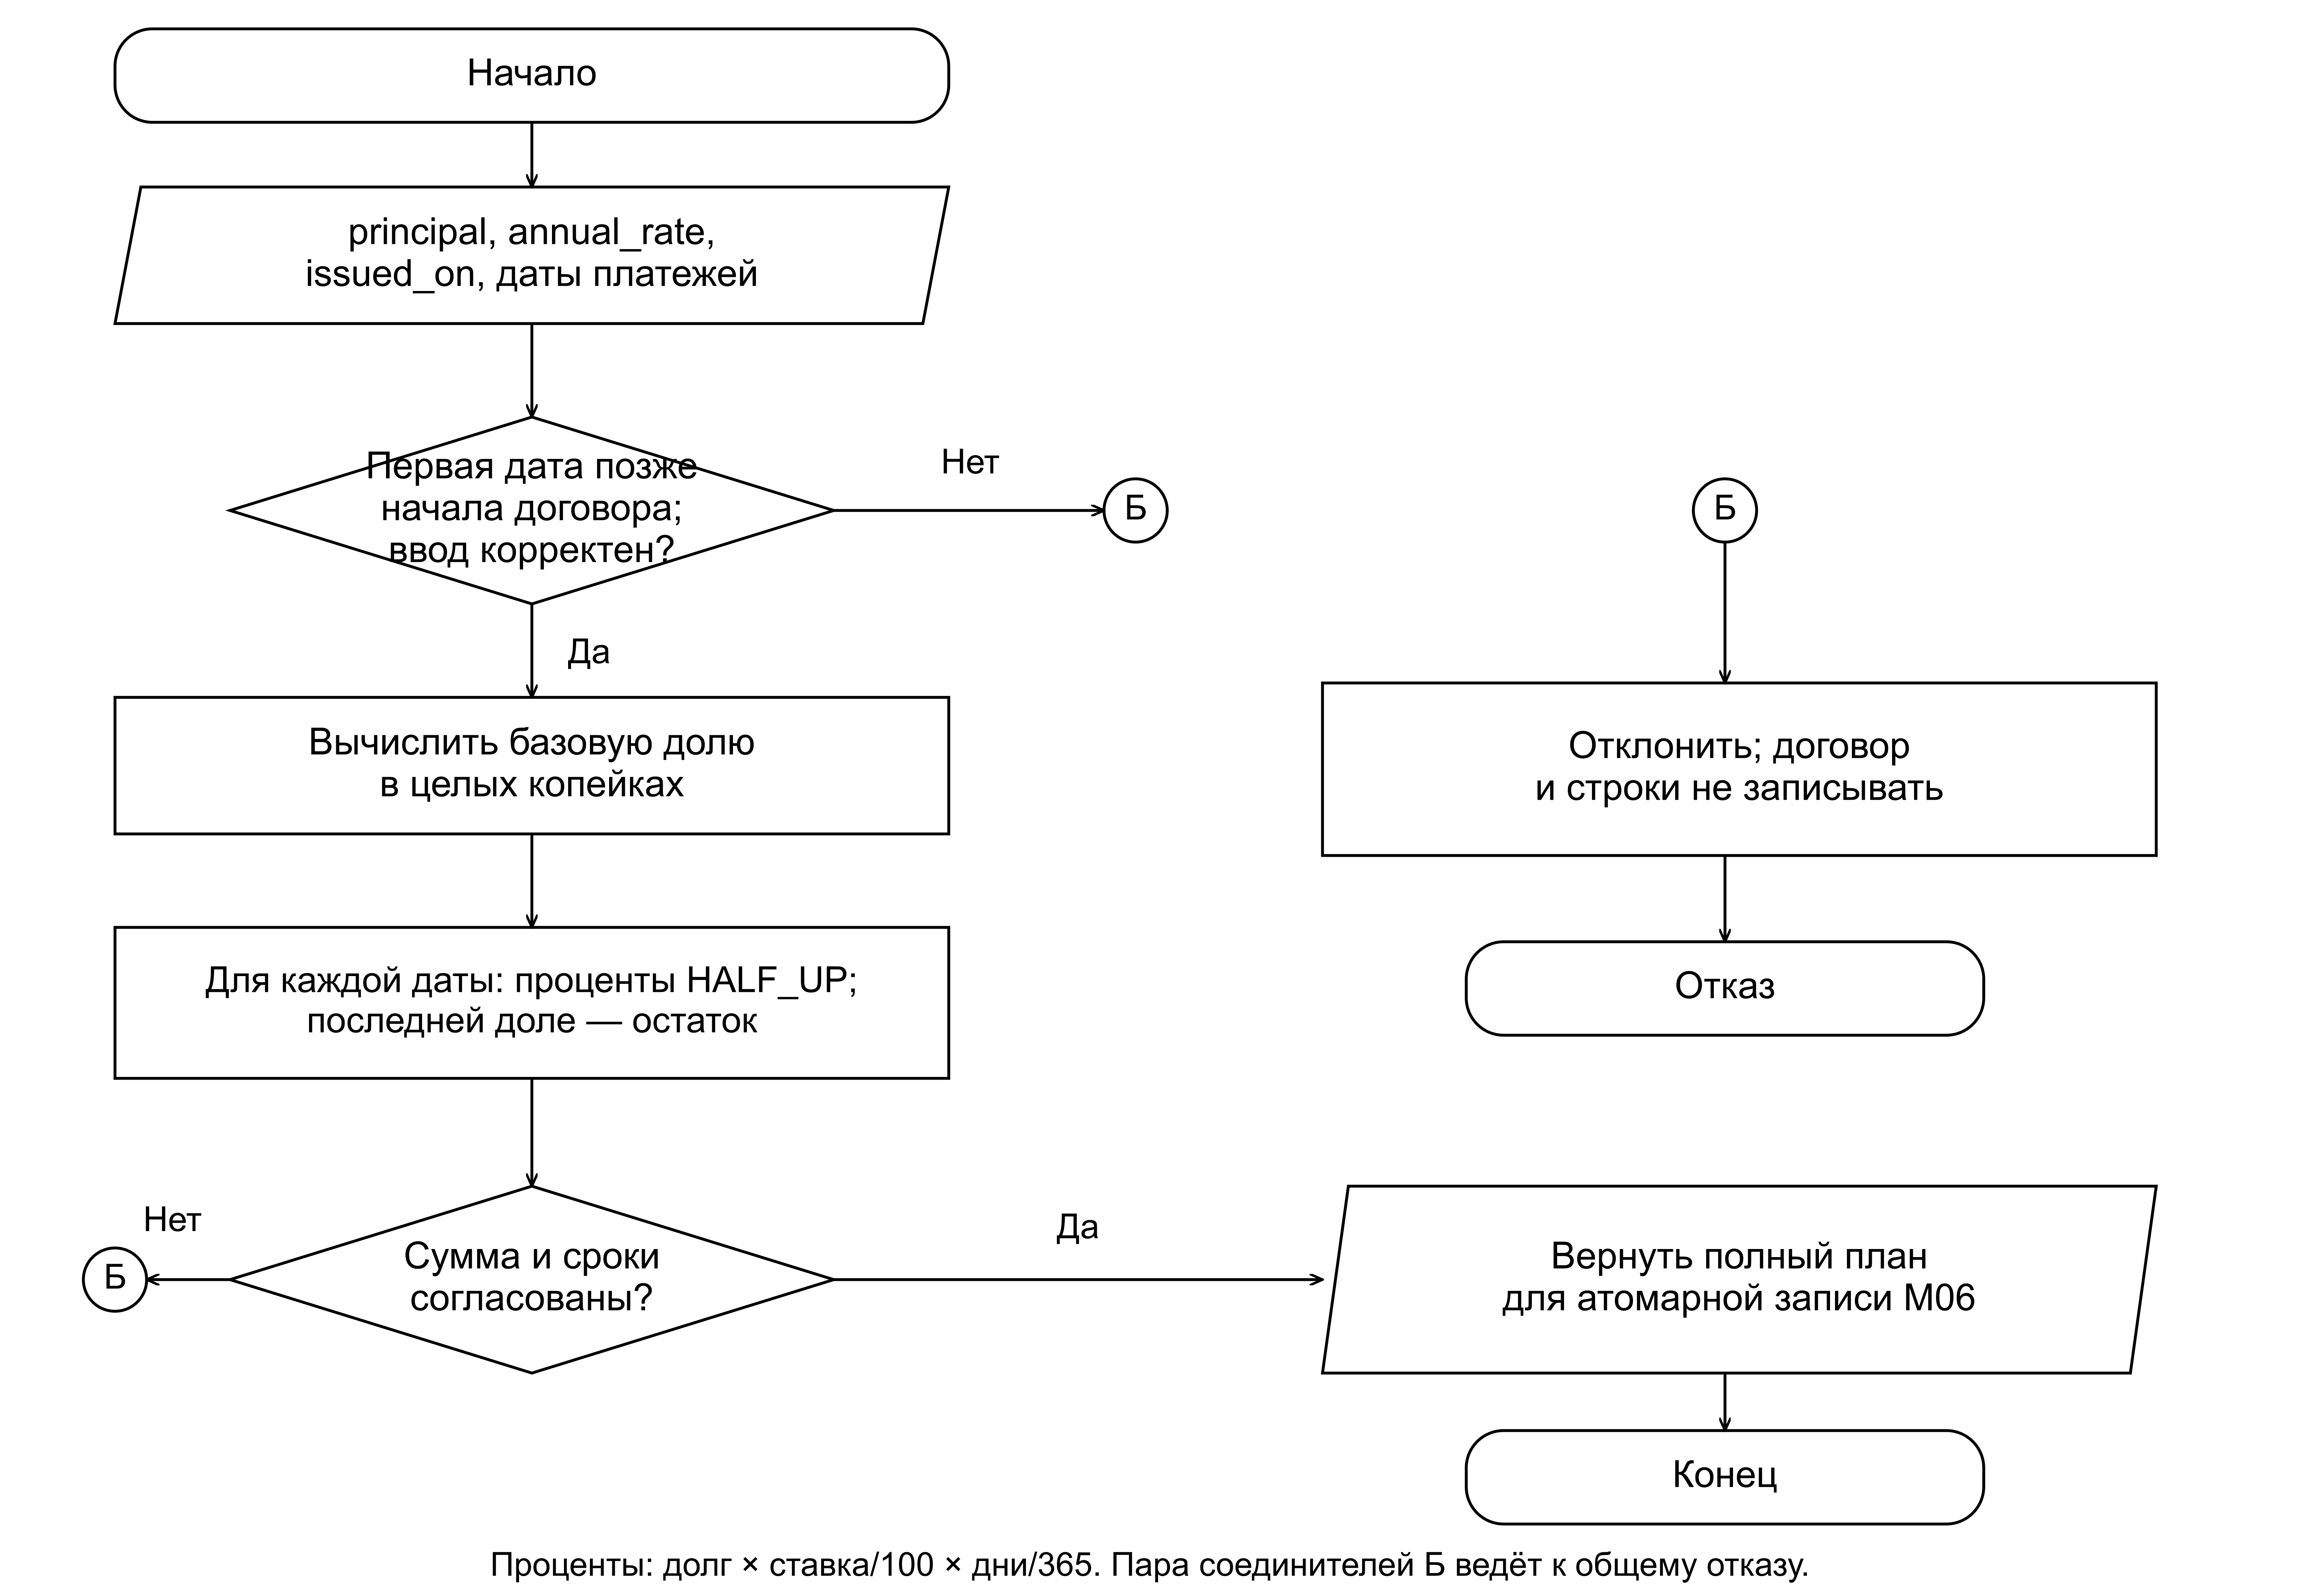 Начало
principal, annual_rate,
issued_on, даты платежей
Первая дата позже
начала договора;
ввод корректен?
Нет
Б
Б
Да
Вычислить базовую долю
в целых копейках
Отклонить; договор
и строки не записывать
Для каждой даты: проценты HALF_UP;
последней доле — остаток
Отказ
Нет
Б
Сумма и сроки
согласованы?
Да
Вернуть полный план
для атомарной записи M06
Конец
Проценты: долг × ставка/100 × дни/365. Пара соединителей Б ведёт к общему отказу.